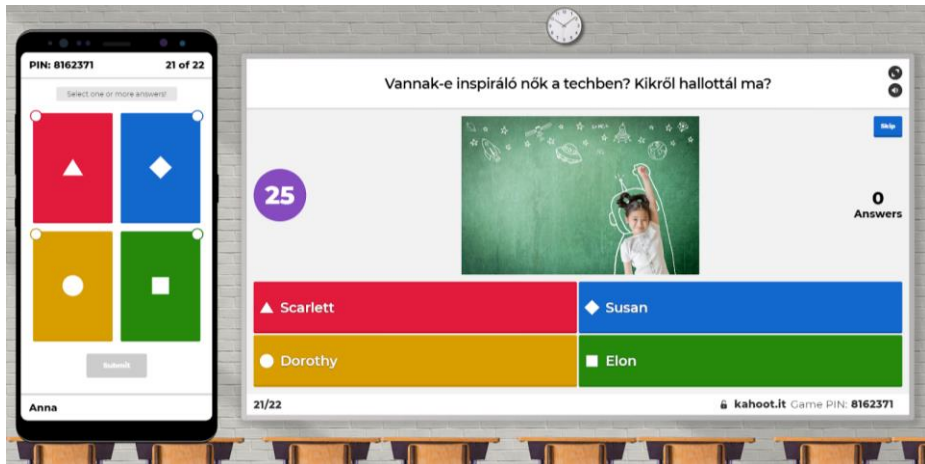 PIN: 8162371 21 of 22
Select one or more answers!
Submit
Anna
Vannak-e inspiráló nők a techben? Kikről hallottál ma?
Skip
25
0
Answers
Scarlett
Susan
Dorothy
Elon
21/22
kahoot.it Game PIN: 8162371